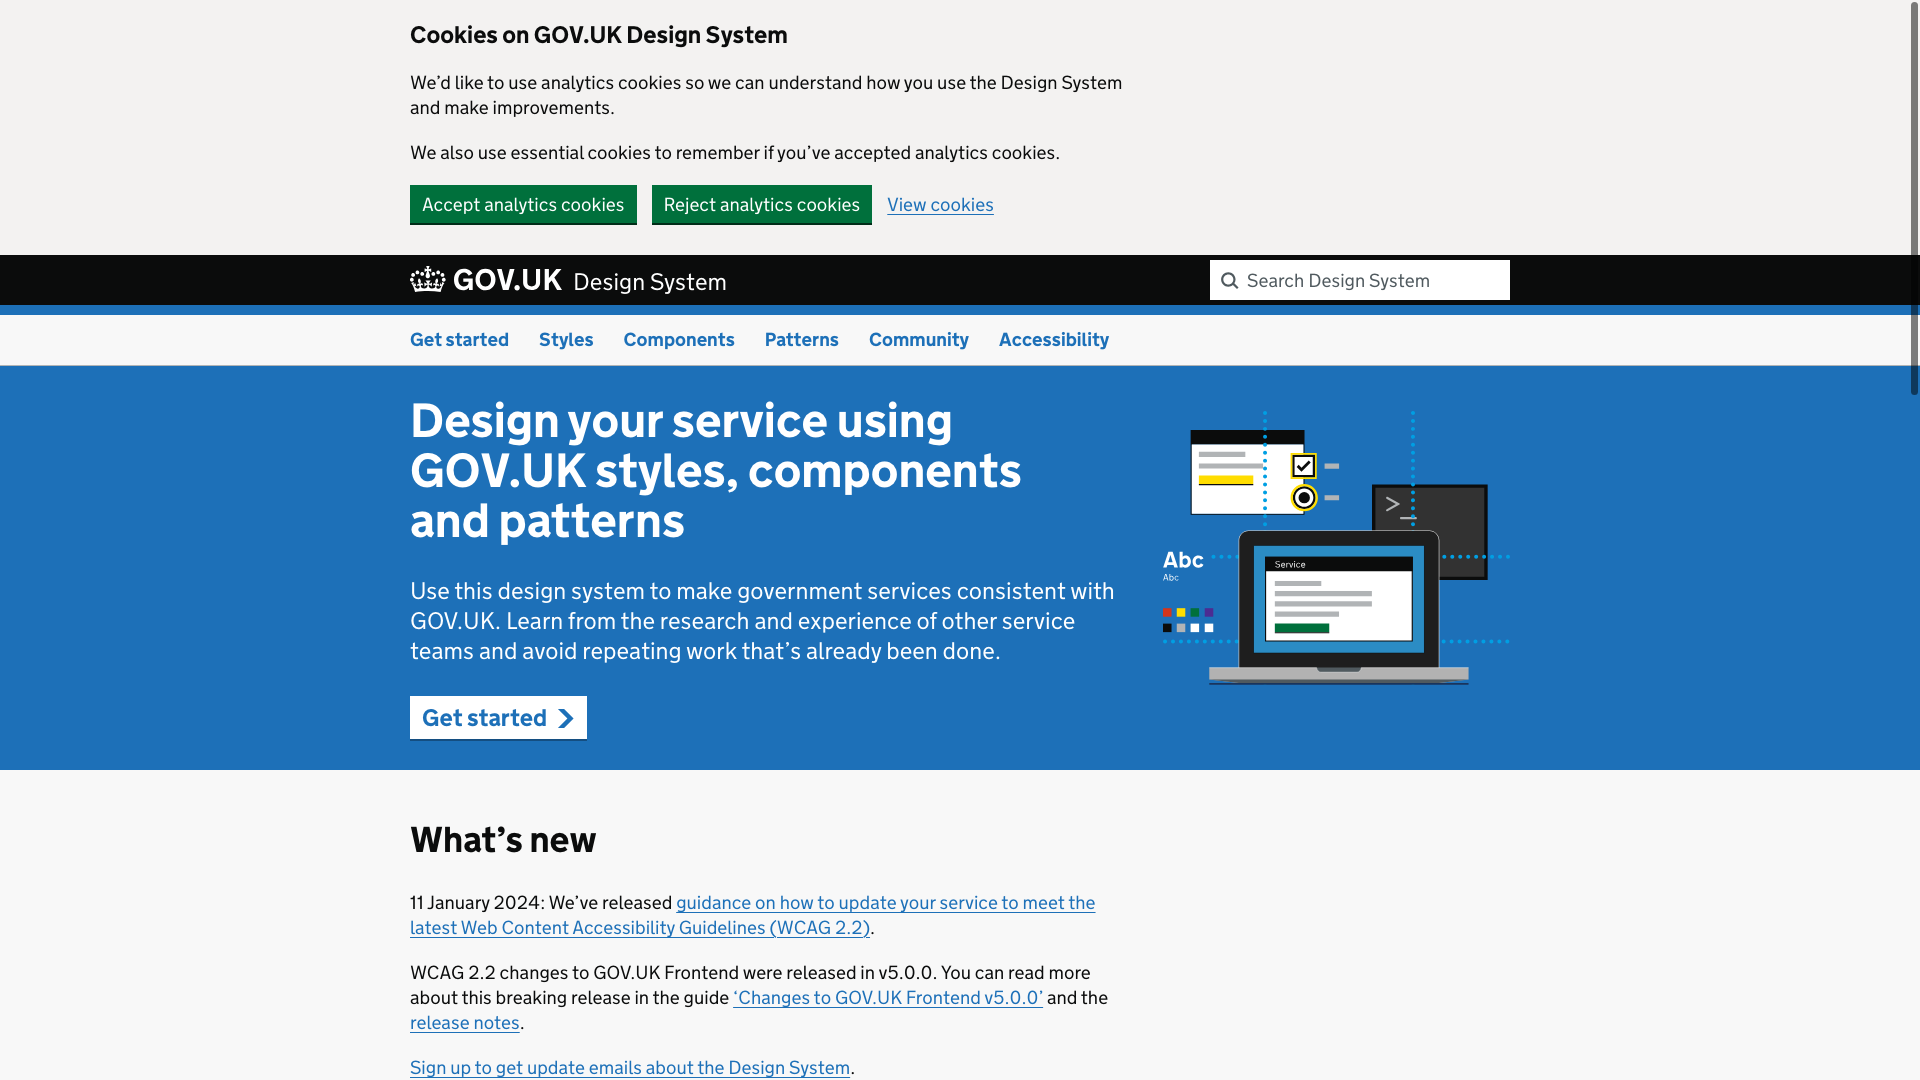 Cookies on GOV.UK Design System
We’d like to use analytics cookies so we can understand how you use the Design System
and make improvements.
We also use essential cookies to remember if you’ve accepted analytics cookies.
Accept analytics cookies Reject analytics cookies View cookies
GOV.UK Design System Search Design System
Get started Styles Components Patterns Community Accessibility
Design your service using
GOV.UK styles, components
and patterns
Use this design system to make government services consistent with
GOV.UK. Learn from the research and experience of other service
teams and avoid repeating work that’s already been done.
Get started
>_
Abc
Abc
Service
What’s new
11 January 2024: We’ve released guidance on how to update your service to meet the
latest Web Content Accessibility Guidelines (WCAG 2.2).
WCAG 2.2 changes to GOV.UK Frontend were released in v5.0.0. You can read more
about this breaking release in the guide ‘Changes to GOV.UK Frontend v5.0.0’ and the
release notes.
Sign up to get update emails about the Design System.